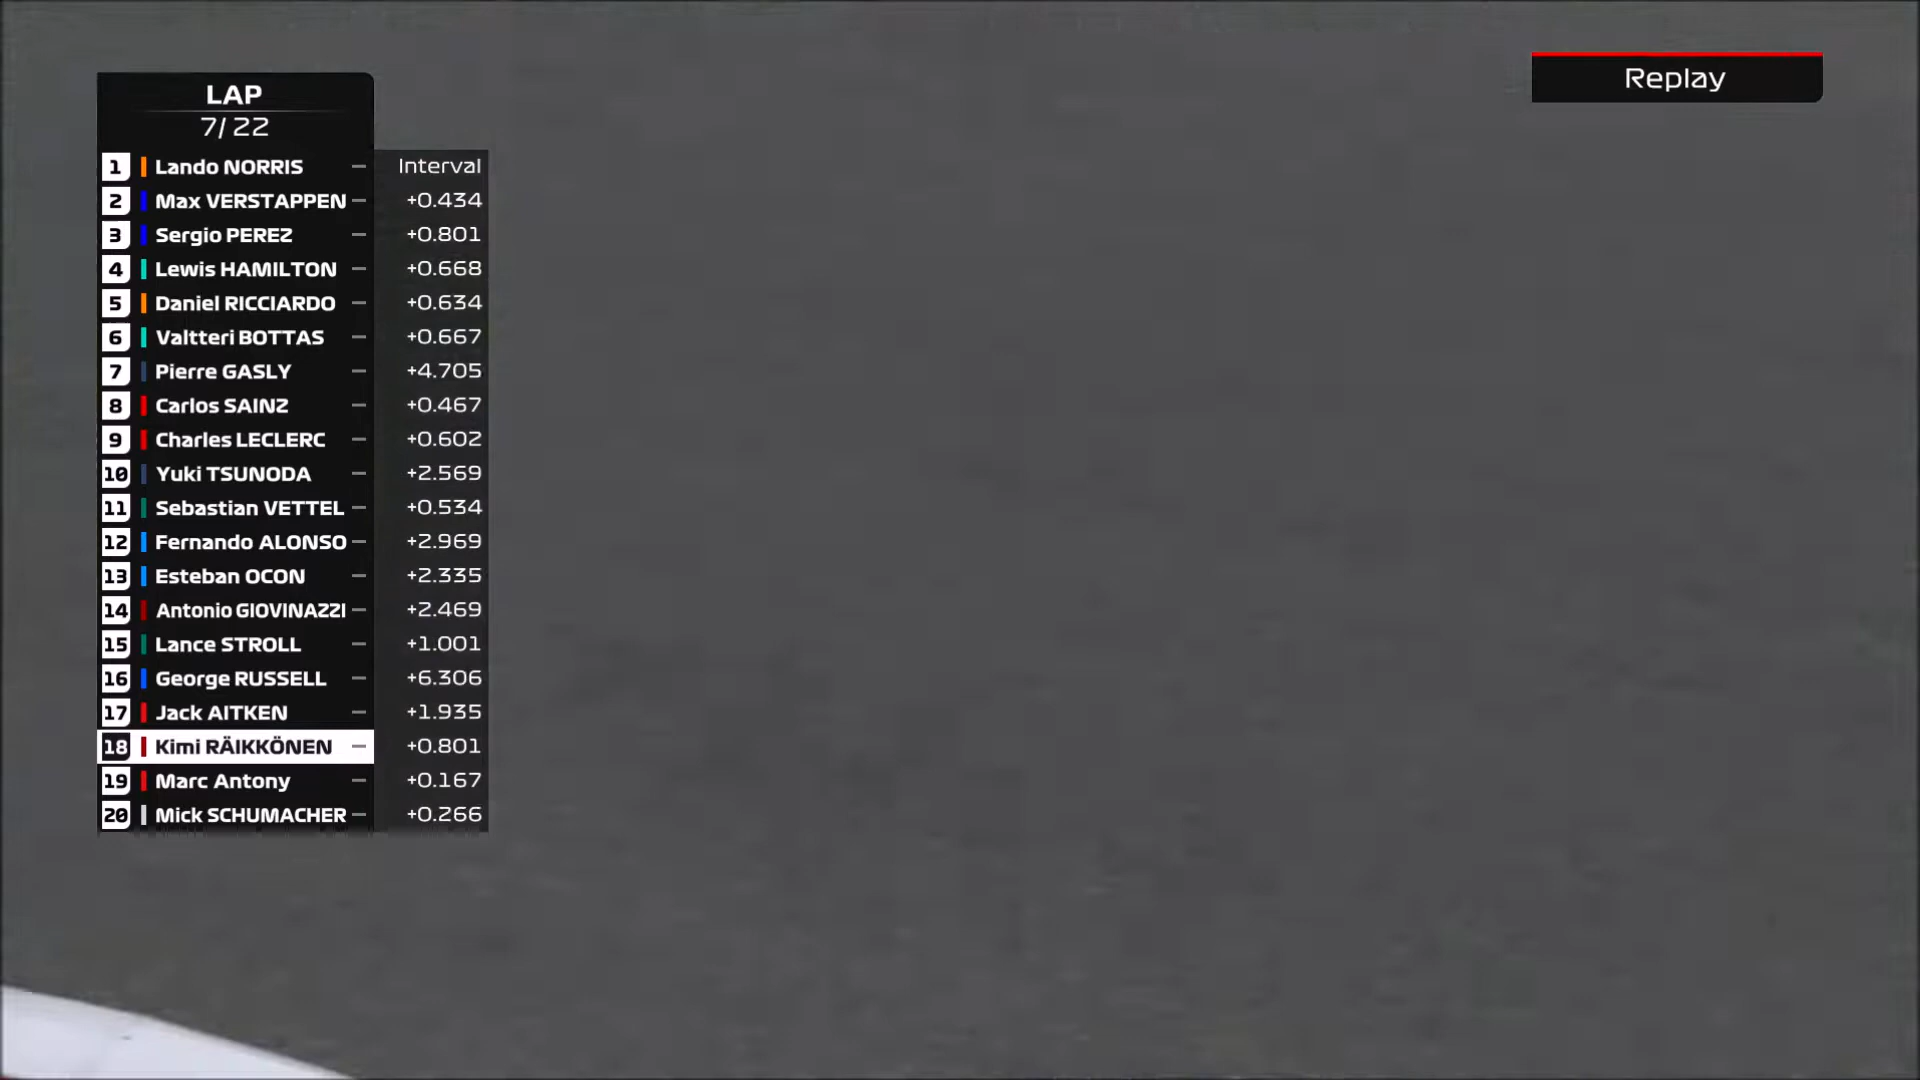 LAP
7/ 22
1 Lando NORRIS — Interval
2 Max VERSTAPPEN — +0.434
3 Sergio PEREZ — +0.801
4 Lewis HAMILTON — +0.668
5 Daniel RICCIARDO — +0.634
6 Valtteri BOTTAS — +0.667
7 Pierre GASLY — +4.705
8 Carlos SAINZ — +0.467
9 Charles LECLERC — +0.602
10 Yuki TSUNODA — +2.569
11 Sebastian VETTEL — +0.534
12 Fernando ALONSO — +2.969
13 Esteban OCON — +2.335
14 Antonio GIOVINAZZI — +2.469
15 Lance STROLL — +1.001
16 George RUSSELL — +6.306
17 Jack AITKEN — +1.935
18 Kimi RÄIKKÖNEN — +0.801
19 Marc Antony — +0.167
20 Mick SCHUMACHER — +0.266
Replay